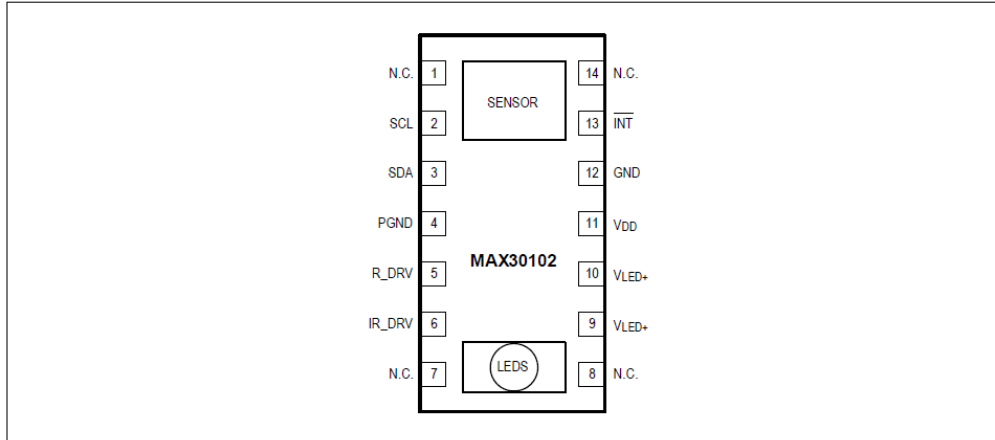 N.C. 1 14 N.C.
SENSOR
SCL 2 13 INT
SDA 3 12 GND
PGND 4 11 VDD
MAX30102
R_DRV 5 10 VLED+
IR_DRV 6 9 VLED+
LEDS
N.C. 7 8 N.C.